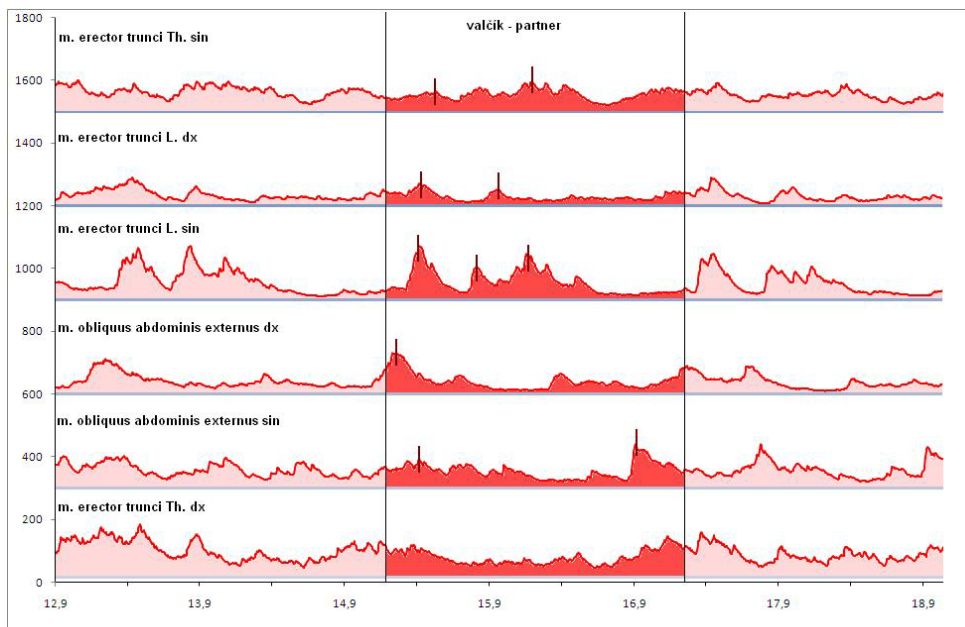 valčík - partner
1800
m. erector trunci Th. sin
1600
1400
m. erector trunci L. dx
1200
m. erector trunci L. sin
1000
800
m. obliquus abdominis externus dx
600
m. obliquus abdominis externus sin
400
m. erector trunci Th. dx
200
0
12,9 13,9 14,9 15,9 16,9 17,9 18,9